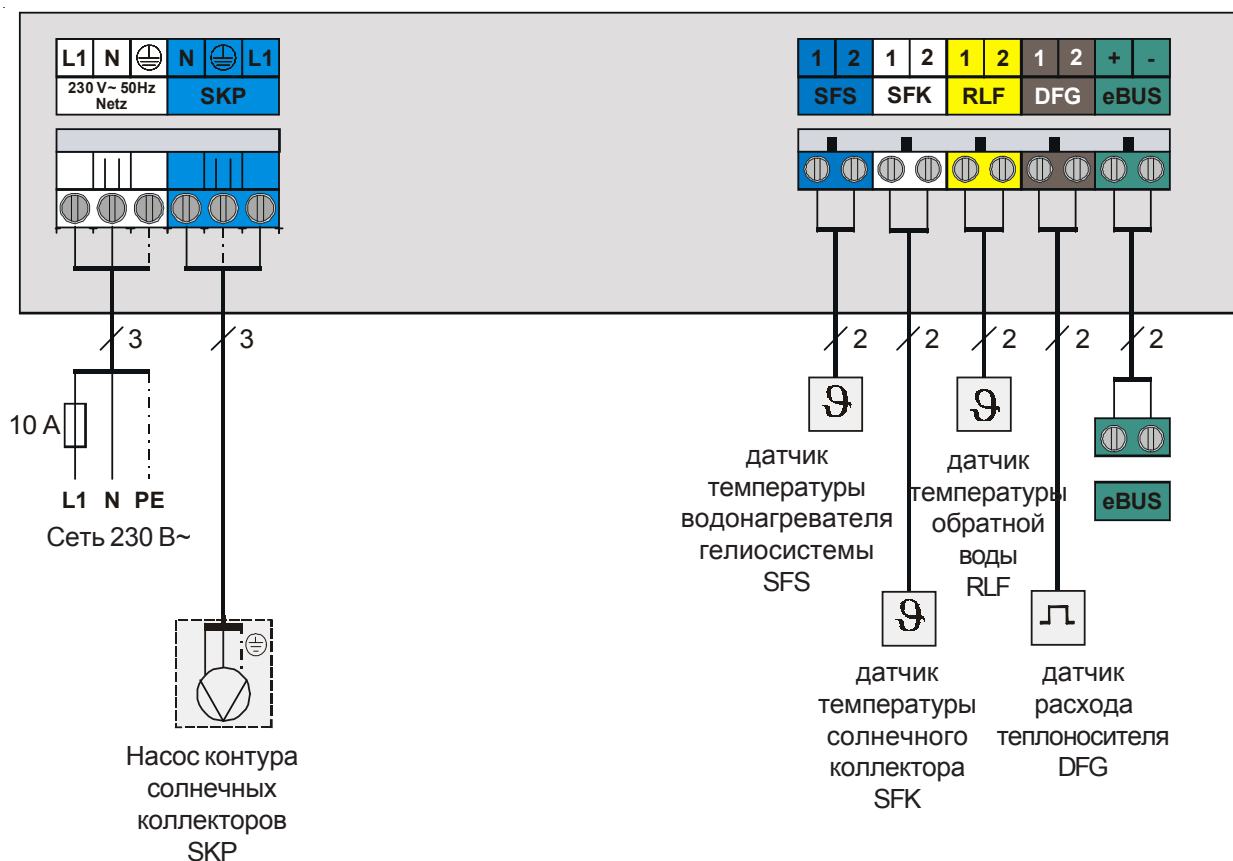 L1 N N L1
230 V~ 50Hz
Netz
SKP
1 2 1 2 1 2 1 2 + -
SFS SFK RLF DFG eBUS
3 3 2 2 2 2 2
10 A
L1 N PE
Сеть 230 В~
датчик
температуры
водонагревателя
гелиосистемы
SFS
датчик
температуры
обратной
воды
RLF
eBUS
датчик
температуры
солнечного
коллектора
SFK
датчик
расхода
теплоносителя
DFG
Насос контура
солнечных
коллекторов
SKP